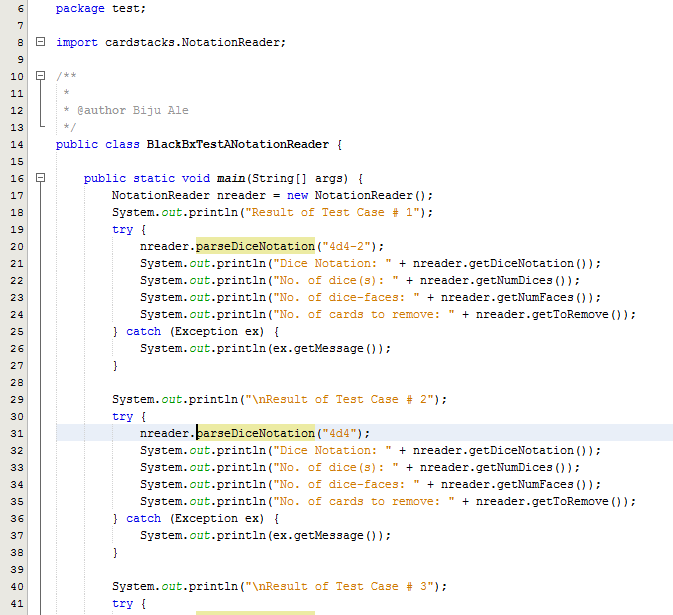 6 package test;
7
8 import cardstacks.NotationReader;
9
10 /**
11 *
12 * @author Biju Ale
13 */
14 public class BlackBxTestANotationReader {
15
16 public static void main(String[] args) {
17 NotationReader nreader = new NotationReader();
18 System.out.println("Result of Test Case # 1");
19 try {
20 nreader.parseDiceNotation("4d4-2");
21 System.out.println("Dice Notation: " + nreader.getDiceNotation());
22 System.out.println("No. of dice(s): " + nreader.getNumDices());
23 System.out.println("No. of dice-faces: " + nreader.getNumFaces());
24 System.out.println("No. of cards to remove: " + nreader.getToRemove());
25 } catch (Exception ex) {
26 System.out.println(ex.getMessage());
27 }
28
29 System.out.println("\nResult of Test Case # 2");
30 try {
31 nreader.parseDiceNotation("4d4");
32 System.out.println("Dice Notation: " + nreader.getDiceNotation());
33 System.out.println("No. of dice(s): " + nreader.getNumDices());
34 System.out.println("No. of dice-faces: " + nreader.getNumFaces());
35 System.out.println("No. of cards to remove: " + nreader.getToRemove());
36 } catch (Exception ex) {
37 System.out.println(ex.getMessage());
38 }
39
40 System.out.println("\nResult of Test Case # 3");
41 try {